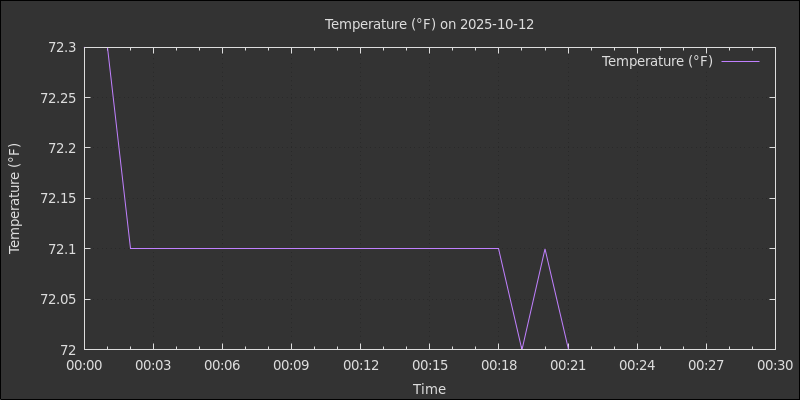 Temperature (°F) on 2025-10-12
72.3
Temperature (°F)
72.25
72.2
72.15
Temperature (°F)
72.1
72.05
72
00:00 00:03 00:06 00:09 00:12 00:15 00:18 00:21 00:24 00:27 00:30
Time